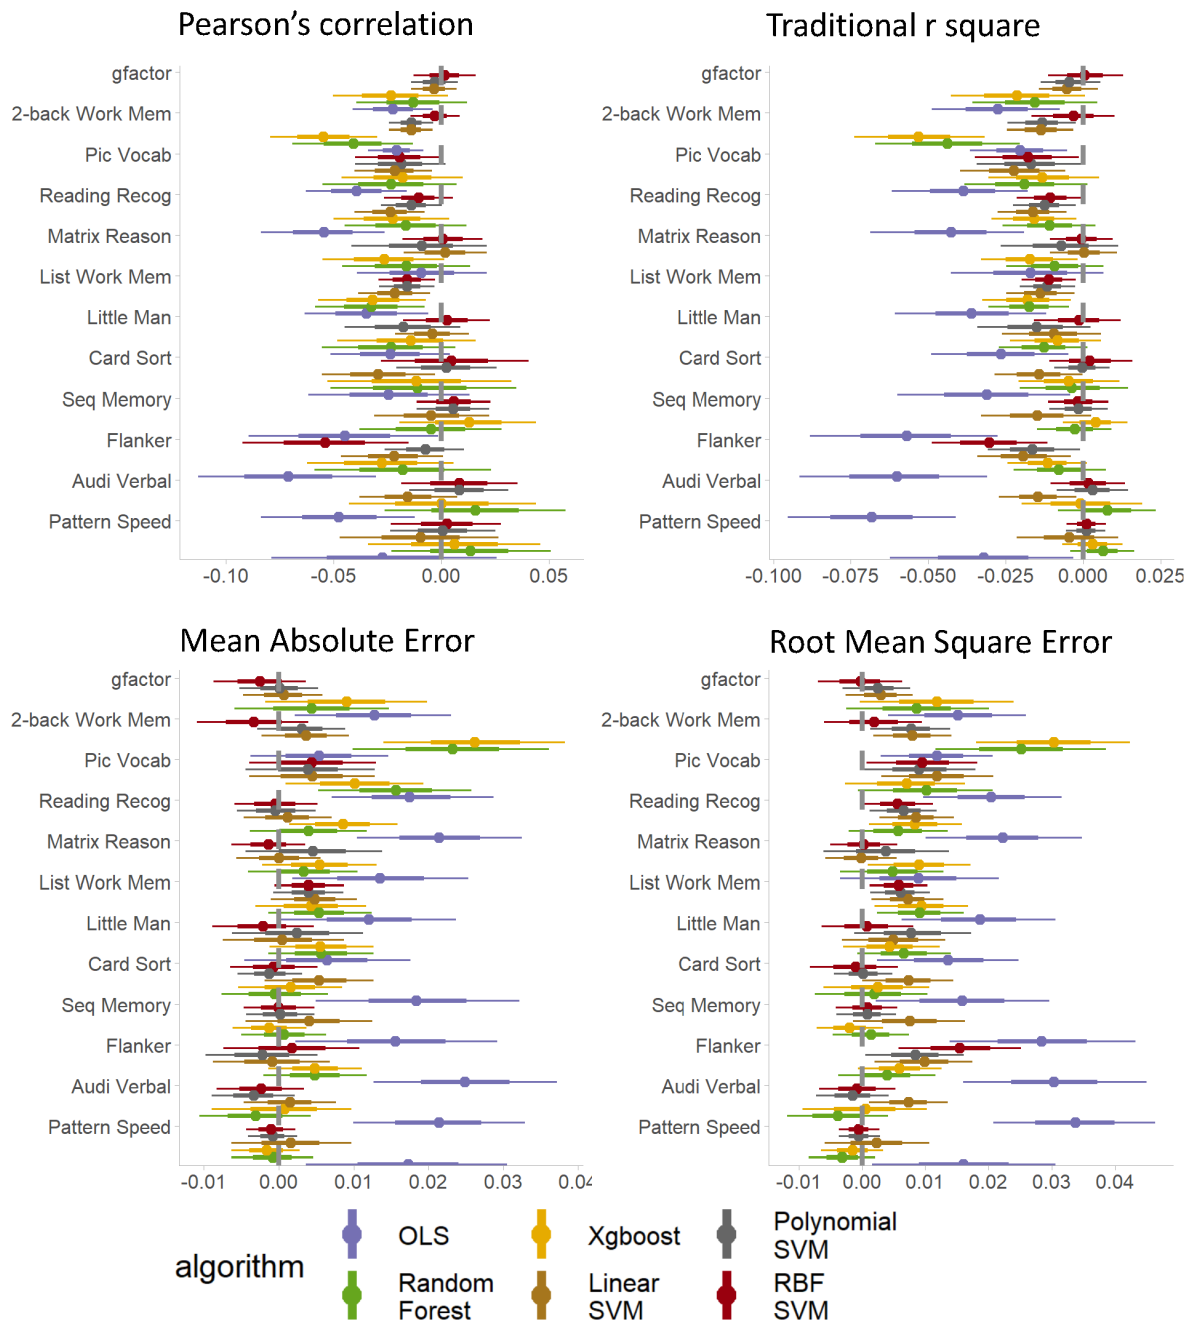 Pearson’s correlation
gfactor
2-back Work Mem
Pic Vocab
Reading Recog
Matrix Reason
List Work Mem
Little Man
Card Sort
Seq Memory
Flanker
Audi Verbal
Pattern Speed
-0.10 -0.05 0.00 0.05
Traditional r square
gfactor
2-back Work Mem
Pic Vocab
Reading Recog
Matrix Reason
List Work Mem
Little Man
Card Sort
Seq Memory
Flanker
Audi Verbal
Pattern Speed
-0.100 -0.075 -0.050 -0.025 0.000 0.025
Mean Absolute Error
gfactor
2-back Work Mem
Pic Vocab
Reading Recog
Matrix Reason
List Work Mem
Little Man
Card Sort
Seq Memory
Flanker
Audi Verbal
Pattern Speed
-0.01 0.00 0.01 0.02 0.03 0.04
Root Mean Square Error
gfactor
2-back Work Mem
Pic Vocab
Reading Recog
Matrix Reason
List Work Mem
Little Man
Card Sort
Seq Memory
Flanker
Audi Verbal
Pattern Speed
-0.01 0.00 0.01 0.02 0.03 0.04
algorithm
OLS
Random
Forest
Xgboost
Linear
SVM
Polynomial
SVM
RBF
SVM